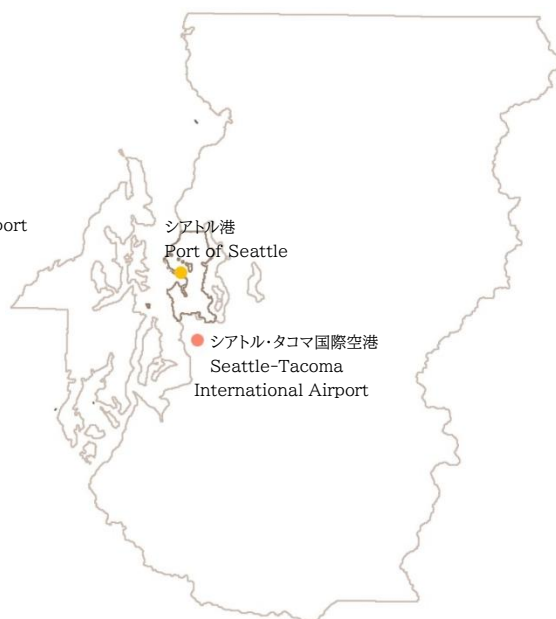 port
シアトル港
Port of Seattle
シアトル・タコマ国際空港
Seattle-Tacoma
International Airport